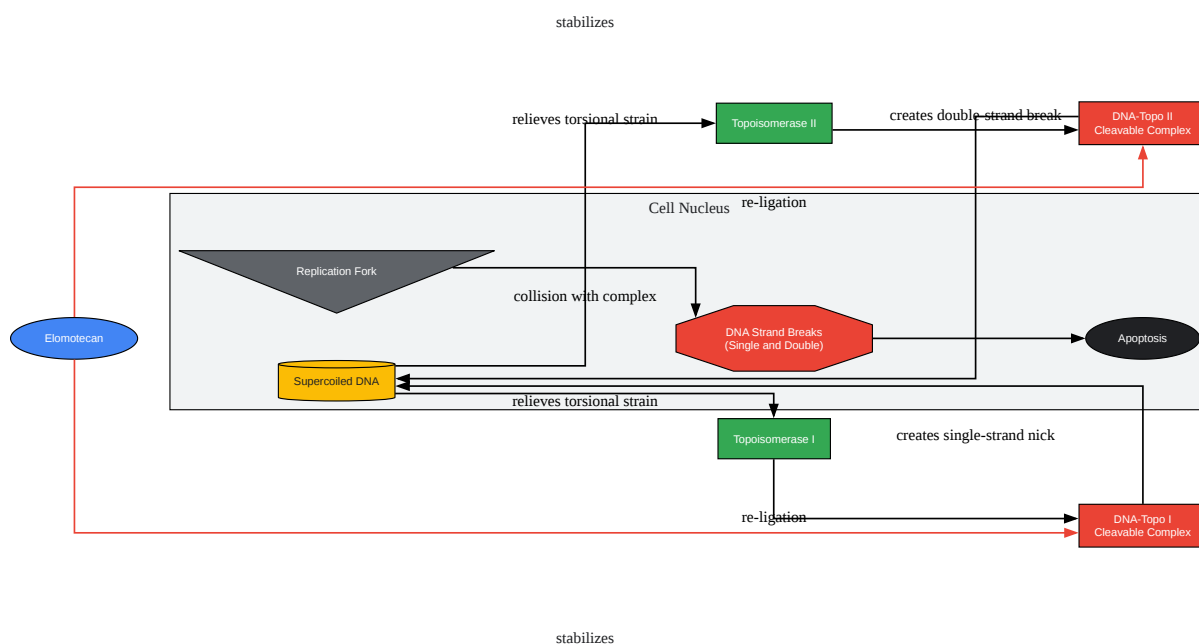 stabilizes
relieves torsional strain
Topoisomerase II
creates double-strand break
DNA-Topo II
Cleavable Complex
Cell Nucleus
re-ligation
Replication Fork
collision with complex
Elomotecan
DNA Strand Breaks
(Single and Double)
Apoptosis
Supercoiled DNA
relieves torsional strain
Topoisomerase I
creates single-strand nick
re-ligation
DNA-Topo I
Cleavable Complex
stabilizes